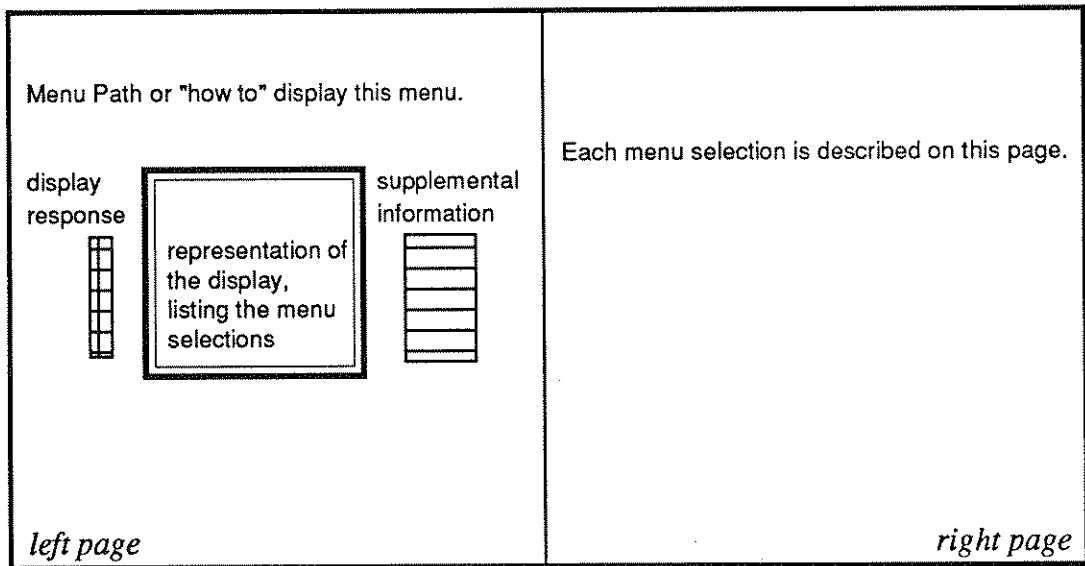 Menu Path or "how to" display this menu.
display
response
representation of
the display,
listing the menu
selections
supplemental
information
left page
Each menu selection is described on this page.
right page